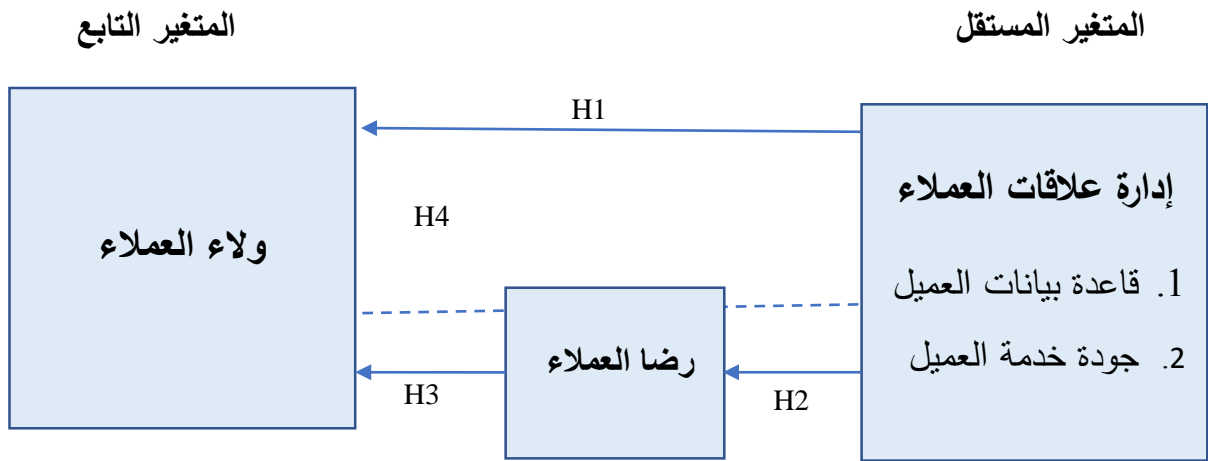 المتغير المستقل
المتغير التابع
H1
إدارة علاقات العملاء
1. قاعدة بيانات العميل
2. جودة خدمة العميل
H4
ولاء العملاء
رضا العملاء
H2
H3